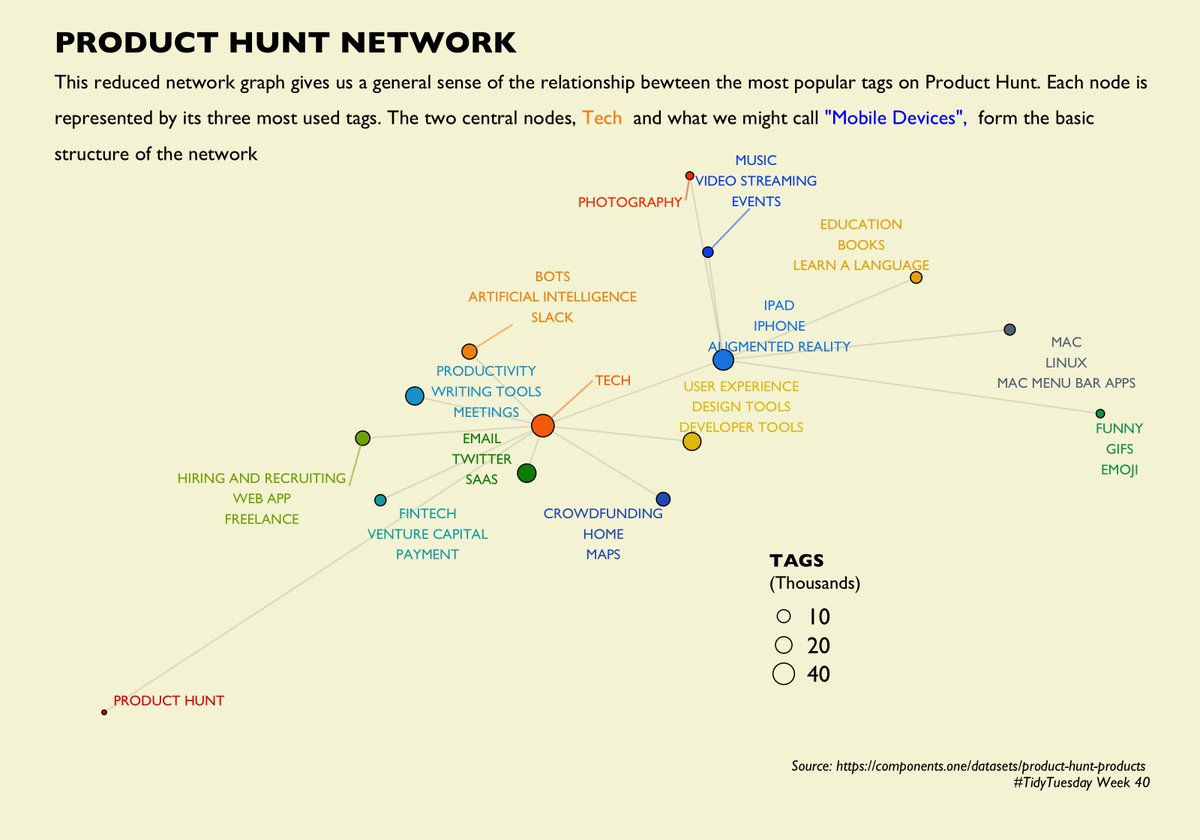 PRODUCT HUNT NETWORK
This reduced network graph gives us a general sense of the relationship bewteen the most popular tags on Product Hunt. Each node is
represented by its three most used tags. The two central nodes, Tech and what we might call "Mobile Devices", form the basic
structure of the network
MUSIC
VIDEO STREAMING
EVENTS
PHOTOGRAPHY
EDUCATION
BOOKS
LEARN A LANGUAGE
BOTS
ARTIFICIAL INTELLIGENCE
SLACK
IPAD
IPHONE
AUGMENTED REALITY
MAC
LINUX
MAC MENU BAR APPS
PRODUCTIVITY
WRITING TOOLS
MEETINGS
TECH
USER EXPERIENCE
DESIGN TOOLS
DEVELOPER TOOLS
FUNNY
GIFS
EMOJI
EMAIL
TWITTER
SAAS
HIRING AND RECRUITING
WEB APP
FREELANCE
FINTECH
VENTURE CAPITAL
PAYMENT
CROWDFUNDING
HOME
MAPS
TAGS
(Thousands)
10
20
40
PRODUCT HUNT
Source: https://components.one/datasets/product-hunt-products
#TidyTuesday Week 40